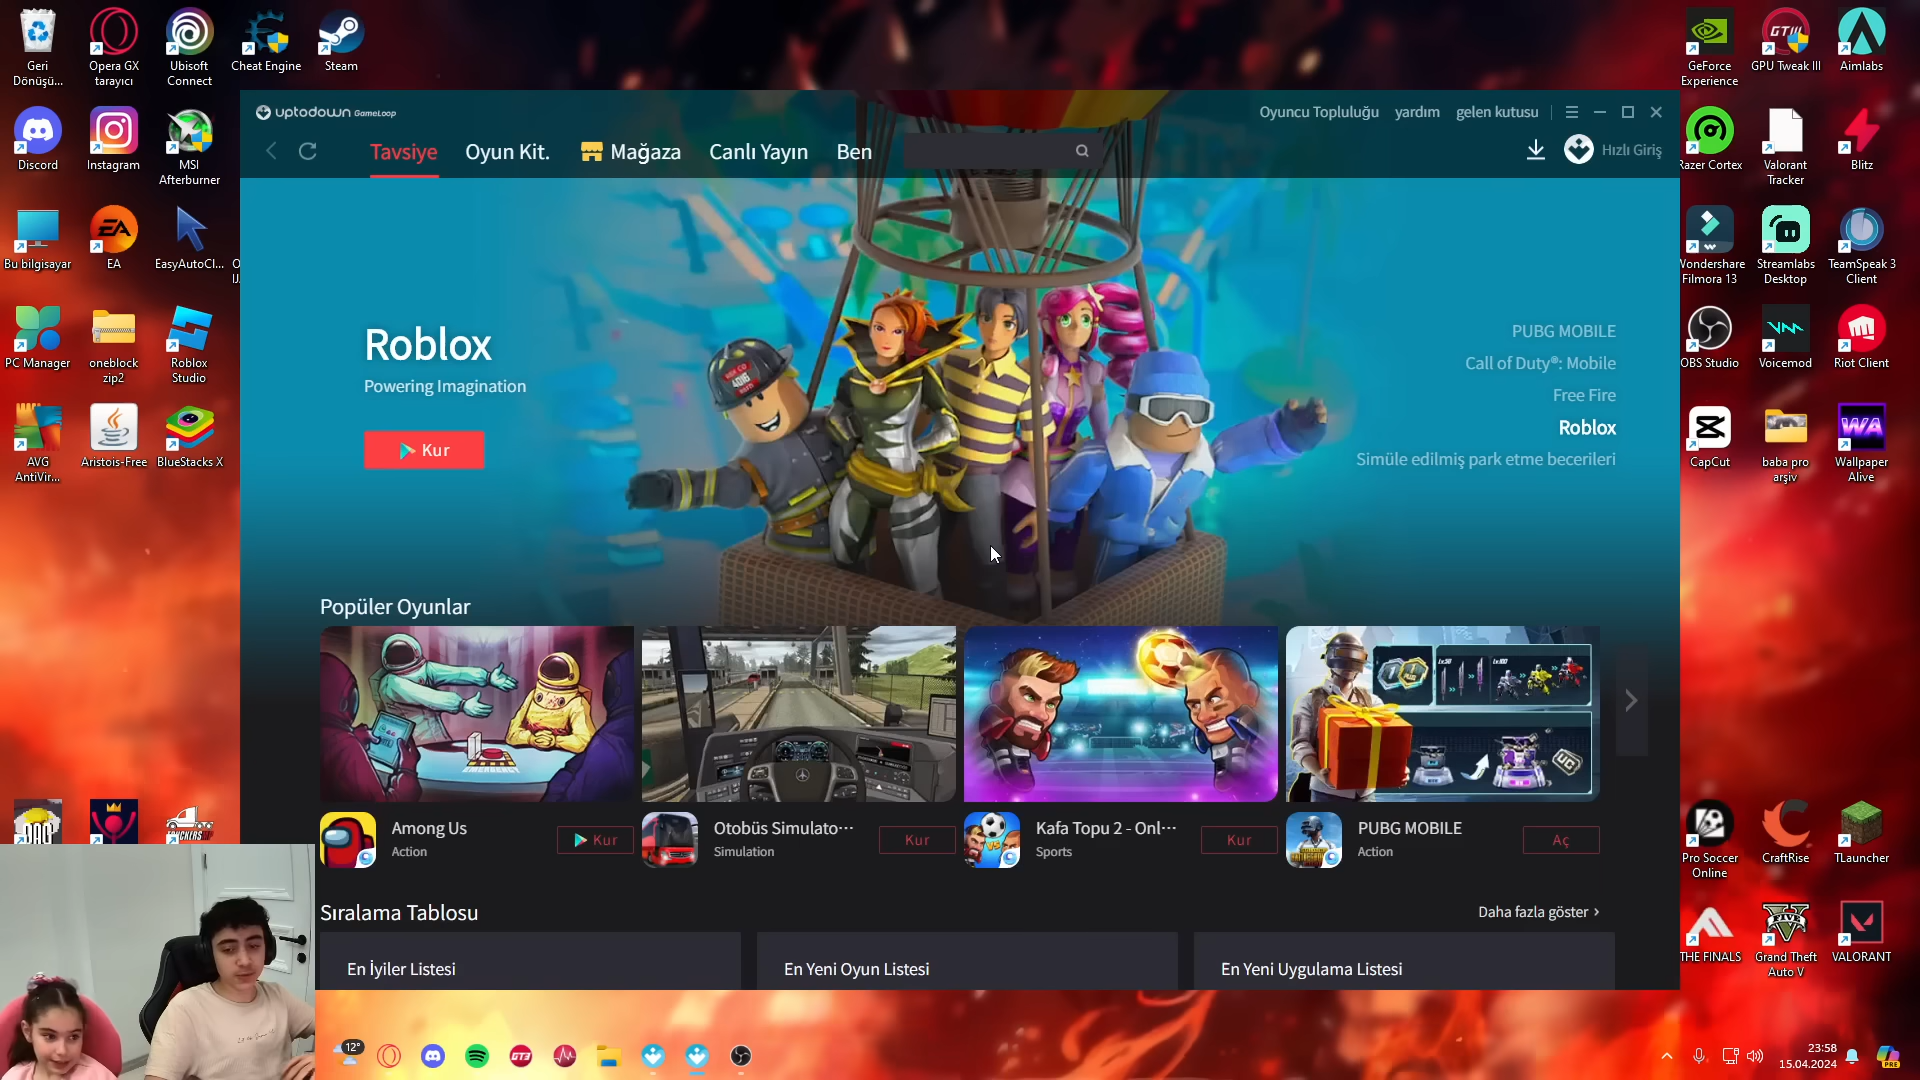 Geri
Dönüşü...
Opera GX
tarayıcı
Ubisoft
Connect
Cheat Engine
Steam
GeForce
Experience
GPU Tweak III
Aimlabs
uptodown GameLoop
Oyuncu Topluluğu
yardım
gelen kutusu
Tavsiye
Oyun Kit.
Mağaza
Canlı Yayın
Ben
Hızlı Giriş
Discord
Instagram
MSI
Afterburner
Razer Cortex
Valorant
Tracker
Blitz
Bu bilgisayar
EA
EasyAutoCl...
Wondershare
Filmora 13
Streamlabs
Desktop
TeamSpeak 3
Client
Roblox
Powering Imagination
Kur
PUBG MOBILE
Call of Duty®: Mobile
Free Fire
Roblox
Simüle edilmiş park etme becerileri
PC Manager
oneblock
zip2
Roblox
Studio
OBS Studio
Voicemod
Riot Client
AVG
AntiVir...
Aristois-Free
BlueStacks X
CapCut
baba pro
arşiv
Wallpaper
Alive
Popüler Oyunlar
EMERGENCY
Among Us
Action
Kur
Otobüs Simulato···
Simulation
Kur
Kafa Topu 2 - Onl···
Sports
Kur
PUBG MOBILE
Action
Aç
Pro Soccer
Online
CraftRise
TLauncher
Sıralama Tablosu
Daha fazla göster
En İyiler Listesi
En Yeni Oyun Listesi
En Yeni Uygulama Listesi
THE FINALS
Grand Theft
Auto V
VALORANT
12°
GT3
23:58
15.04.2024
PRE